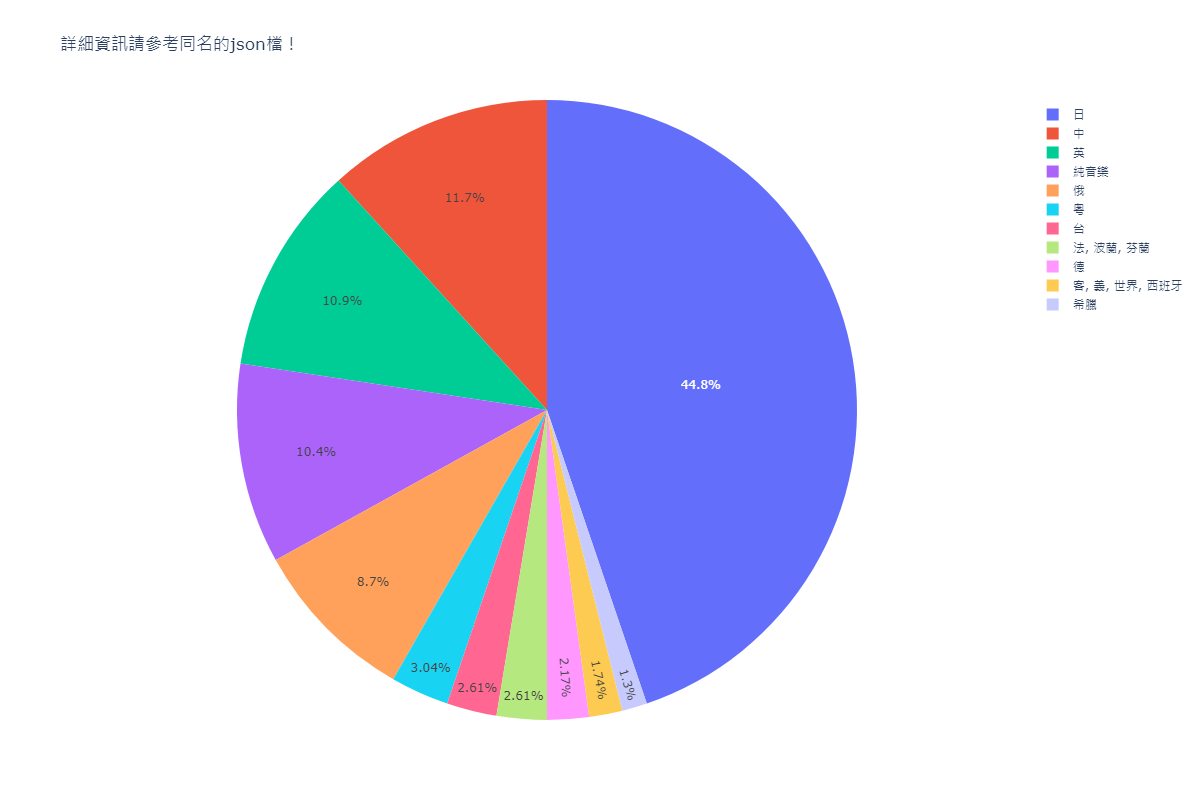 詳細資訊請參考同名的json檔！
日
中
英
純音樂
俄
粵
台
法, 波蘭, 芬蘭
德
客, 義, 世界, 西班牙
希臘
11.7%
10.9%
44.8%
10.4%
8.7%
3.04%
2.61%
2.61%
2.17%
1.74%
1.3%